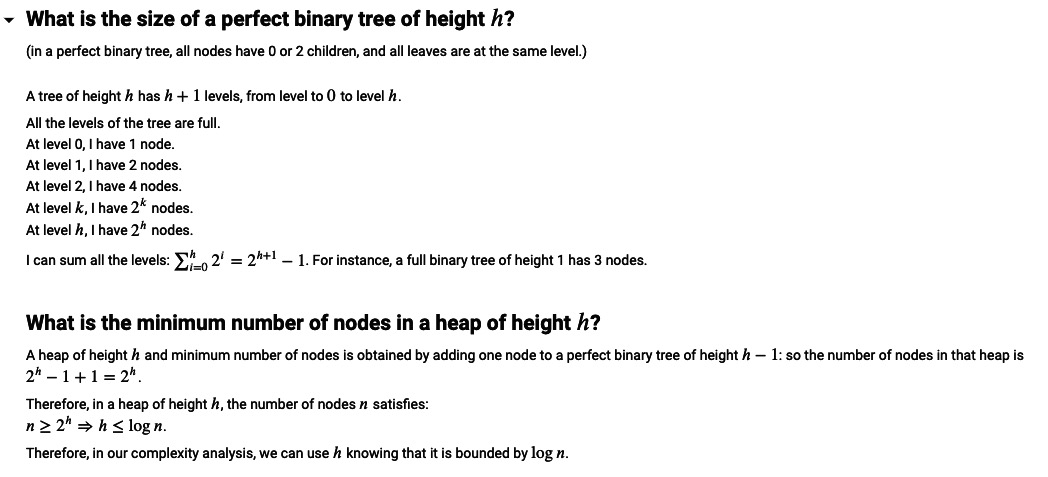 What is the size of a perfect binary tree of height h?
(in a perfect binary tree, all nodes have 0 or 2 children, and all leaves are at the same level.)
A tree of height h has h + 1 levels, from level to 0 to level h.
All the levels of the tree are full.
At level 0, I have 1 node.
At level 1, I have 2 nodes.
At level 2, I have 4 nodes.
At level k, I have 2^k nodes.
At level h, I have 2^h nodes.
I can sum all the levels: ∑_{i=0}^{h} 2^i = 2^{h+1} − 1. For instance, a full binary tree of height 1 has 3 nodes.
What is the minimum number of nodes in a heap of height h?
A heap of height h and minimum number of nodes is obtained by adding one node to a perfect binary tree of height h − 1: so the number of nodes in that heap is
2^h − 1 + 1 = 2^h.
Therefore, in a heap of height h, the number of nodes n satisfies:
n ≥ 2^h ⇒ h ≤ log n.
Therefore, in our complexity analysis, we can use h knowing that it is bounded by log n.